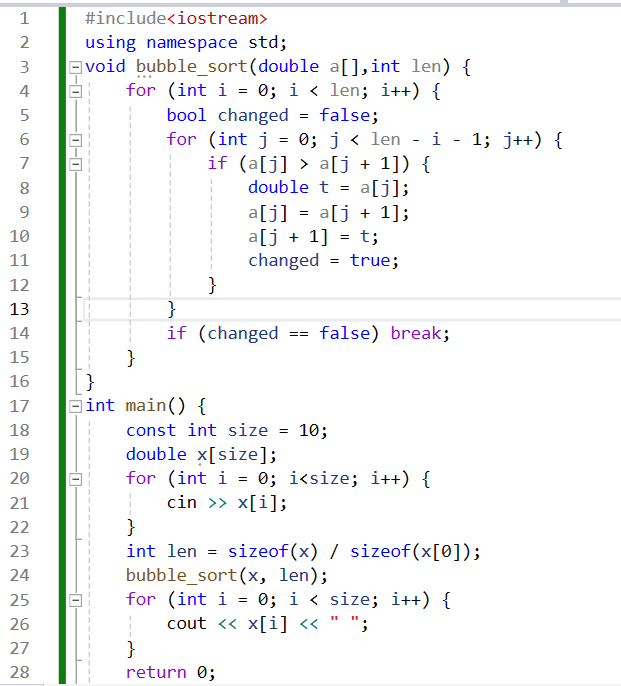 1 #include<iostream>
2 using namespace std;
3 void bubble_sort(double a[],int len) {
4 for (int i = 0; i < len; i++) {
5 bool changed = false;
6 for (int j = 0; j < len - i - 1; j++) {
7 if (a[j] > a[j + 1]) {
8 double t = a[j];
9 a[j] = a[j + 1];
10 a[j + 1] = t;
11 changed = true;
12 }
13 }
14 if (changed == false) break;
15 }
16 }
17 int main() {
18 const int size = 10;
19 double x[size];
20 for (int i = 0; i<size; i++) {
21 cin >> x[i];
22 }
23 int len = sizeof(x) / sizeof(x[0]);
24 bubble_sort(x, len);
25 for (int i = 0; i < size; i++) {
26 cout << x[i] << " ";
27 }
28 return 0;